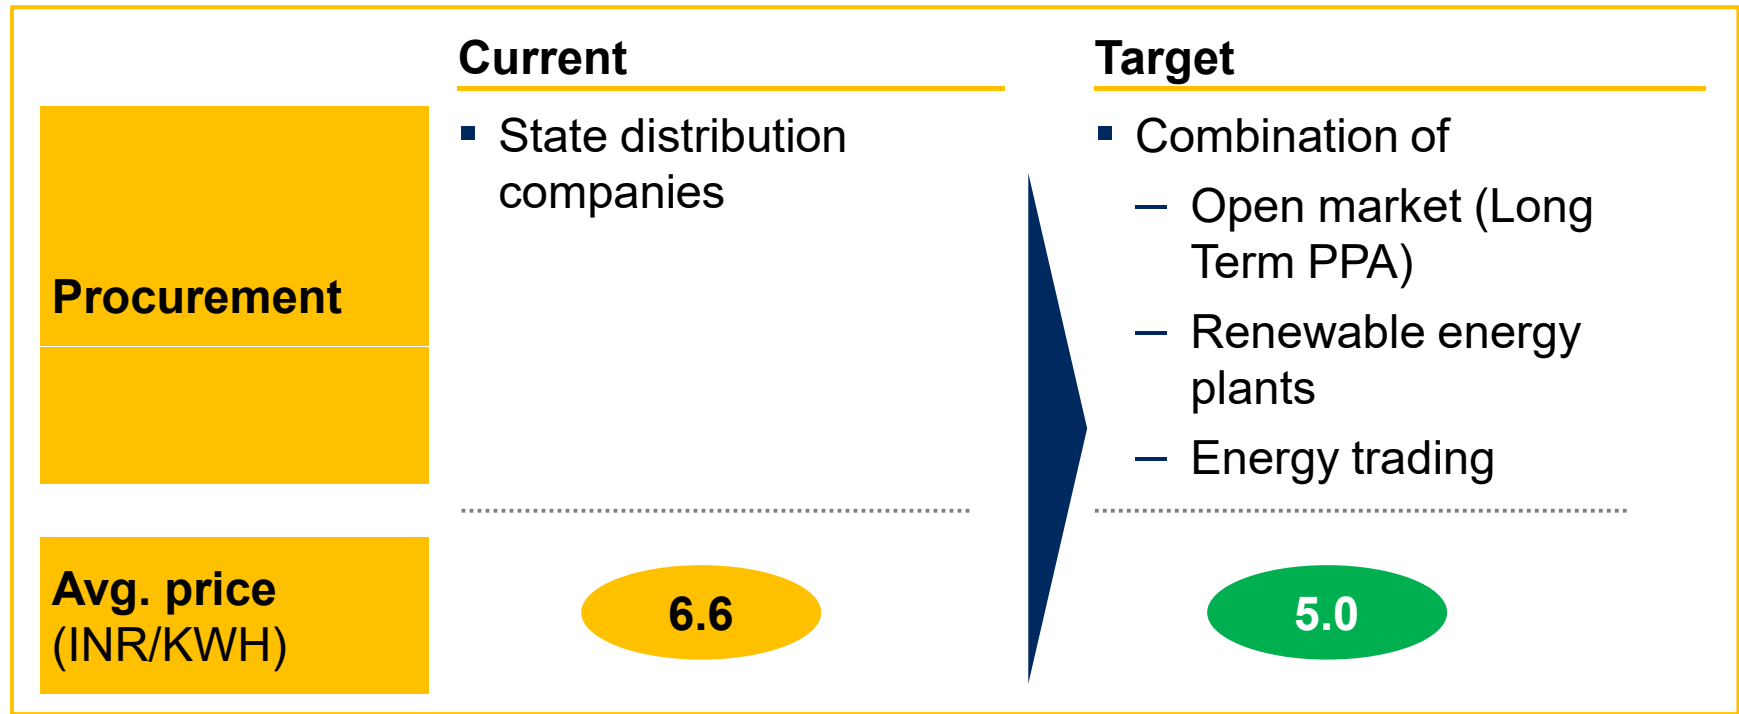 Current
Target
Procurement
▪ State distribution
companies
▪ Combination of
— Open market (Long
Term PPA)
— Renewable energy
plants
— Energy trading
Avg. price
(INR/KWH)
6.6
5.0